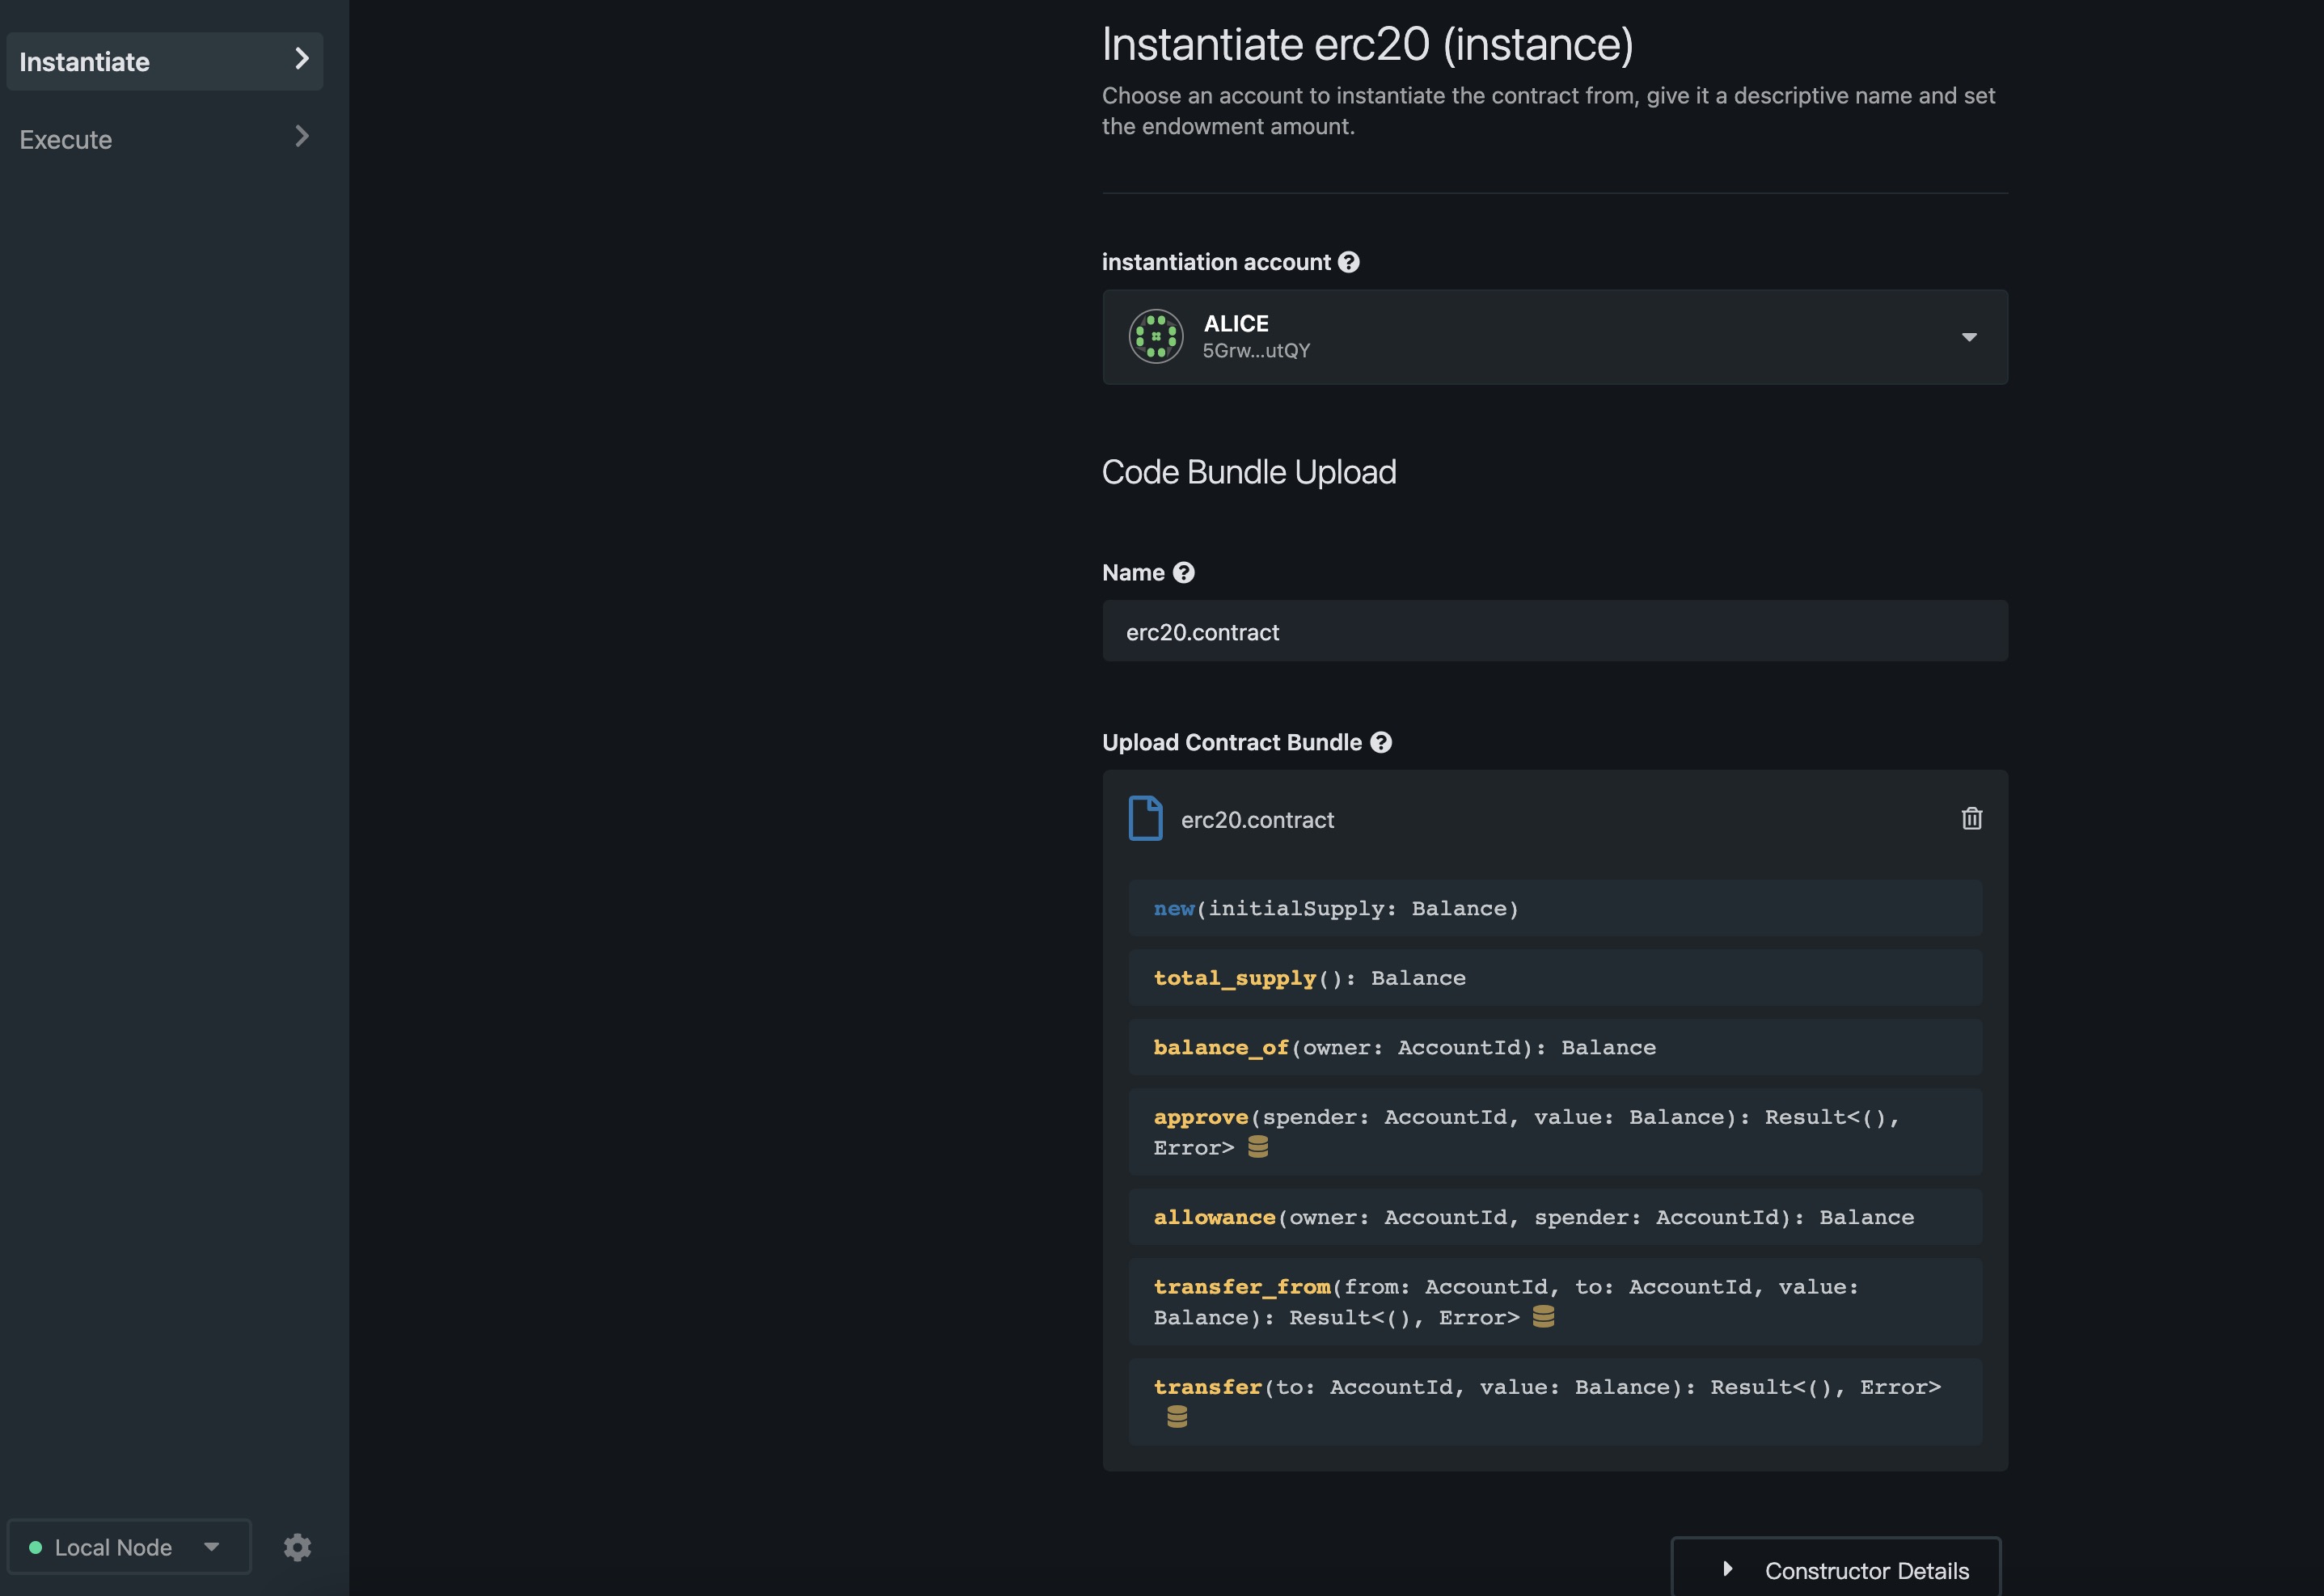 Instantiate
Execute
Local Node
Instantiate erc20 (instance)
Choose an account to instantiate the contract from, give it a descriptive name and set
the endowment amount.
instantiation account
ALICE
5Grw...utQY
Code Bundle Upload
Name
erc20.contract
Upload Contract Bundle
erc20.contract
new(initialSupply: Balance)
total_supply(): Balance
balance_of(owner: AccountId): Balance
approve(spender: AccountId, value: Balance): Result<(),
Error>
allowance(owner: AccountId, spender: AccountId): Balance
transfer_from(from: AccountId, to: AccountId, value:
Balance): Result<(), Error>
transfer(to: AccountId, value: Balance): Result<(), Error>
Constructor Details